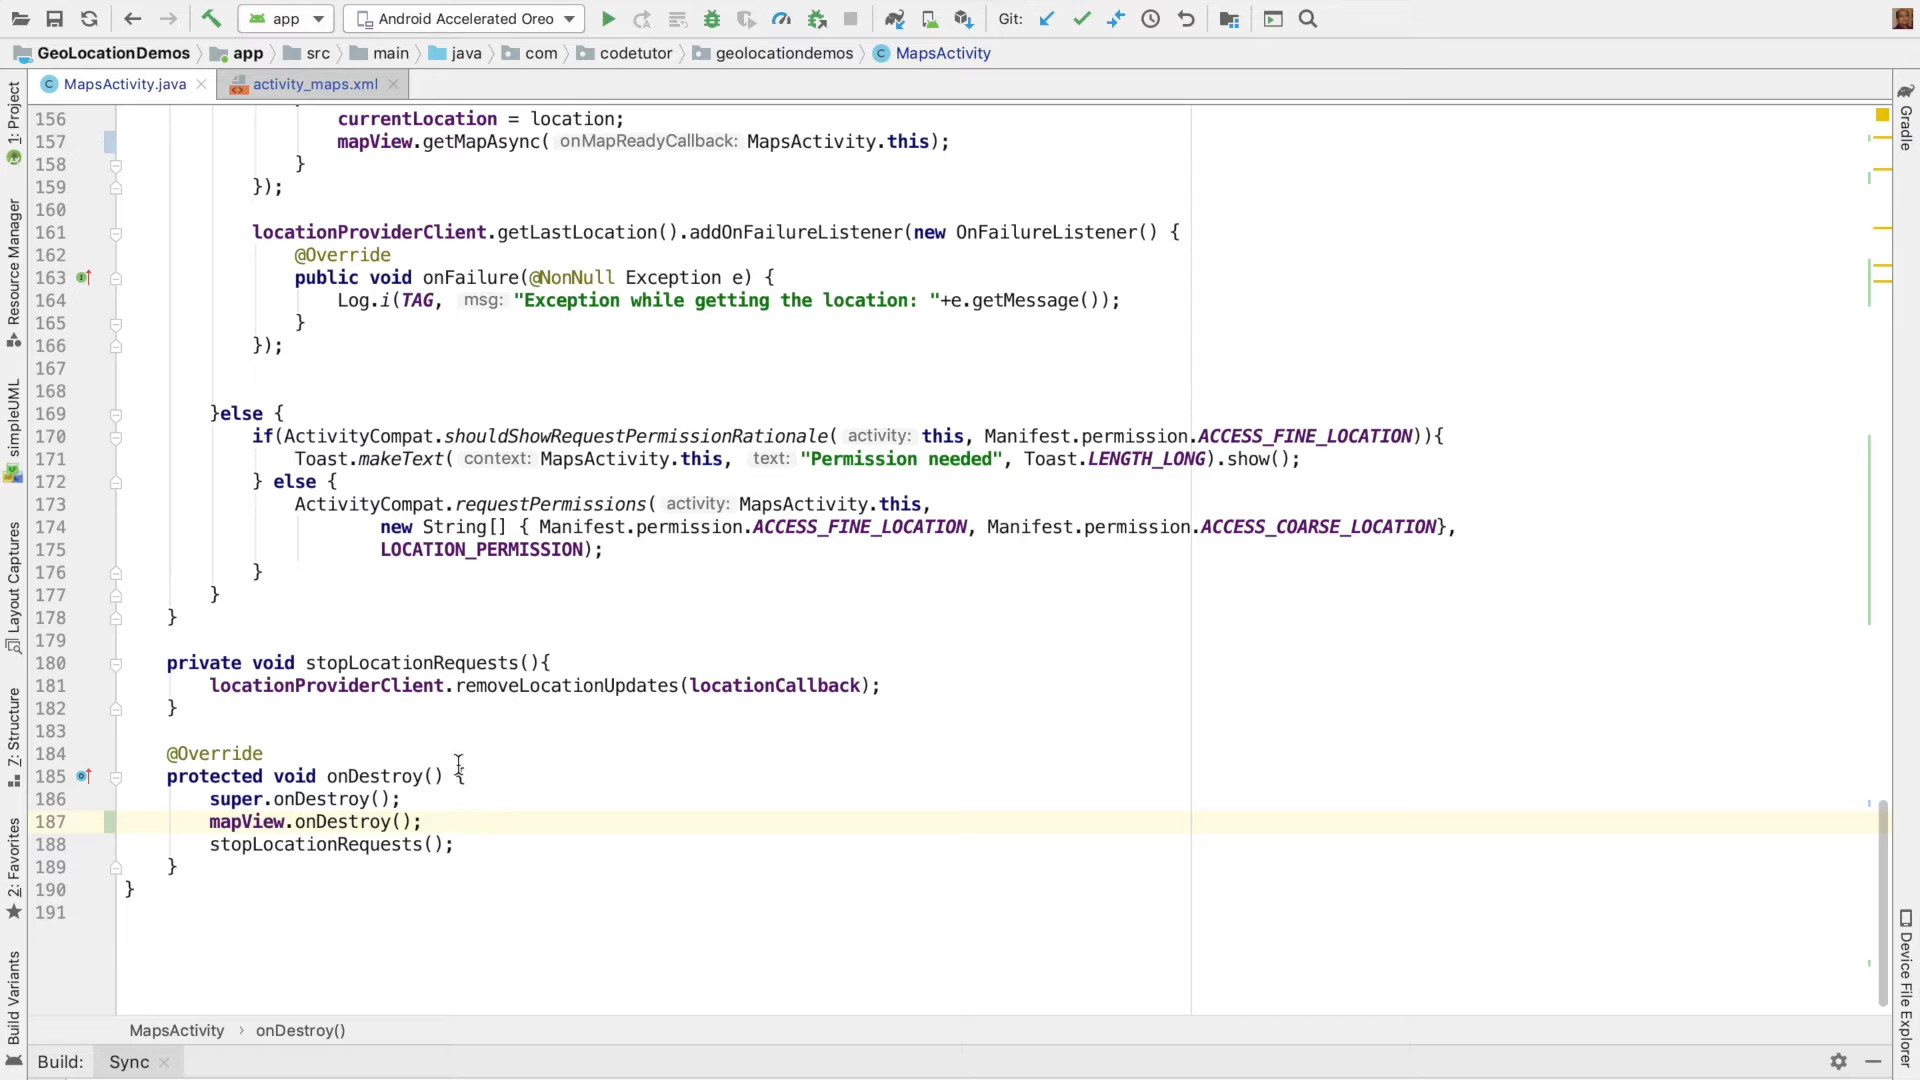 app
Android Accelerated Oreo
Git:
GeoLocationDemos
app
src
main
java
com
codetutor
geolocationdemos
MapsActivity
MapsActivity.java
activity_maps.xml
156 currentLocation = location;
157 mapView.getMapAsync( onMapReadyCallback: MapsActivity.this);
158 }
159 });
160
161 locationProviderClient.getLastLocation().addOnFailureListener(new OnFailureListener() {
162 @Override
163 public void onFailure(@NonNull Exception e) {
164 Log.i(TAG, msg: "Exception while getting the location: "+e.getMessage());
165 }
166 });
167
168
169 }else {
170 if(ActivityCompat.shouldShowRequestPermissionRationale( activity: this, Manifest.permission.ACCESS_FINE_LOCATION)){
171 Toast.makeText( context: MapsActivity.this, text: "Permission needed", Toast.LENGTH_LONG).show();
172 } else {
173 ActivityCompat.requestPermissions( activity: MapsActivity.this,
174 new String[] { Manifest.permission.ACCESS_FINE_LOCATION, Manifest.permission.ACCESS_COARSE_LOCATION},
175 LOCATION_PERMISSION);
176 }
177 }
178 }
179
180 private void stopLocationRequests(){
181 locationProviderClient.removeLocationUpdates(locationCallback);
182 }
183
184 @Override
185 protected void onDestroy() {
186 super.onDestroy();
187 mapView.onDestroy();
188 stopLocationRequests();
189 }
190 }
191
MapsActivity › onDestroy()
Build: Sync
1: Project
Resource Manager
simpleUML
Layout Captures
7: Structure
2: Favorites
Build Variants
Gradle
Device File Explorer